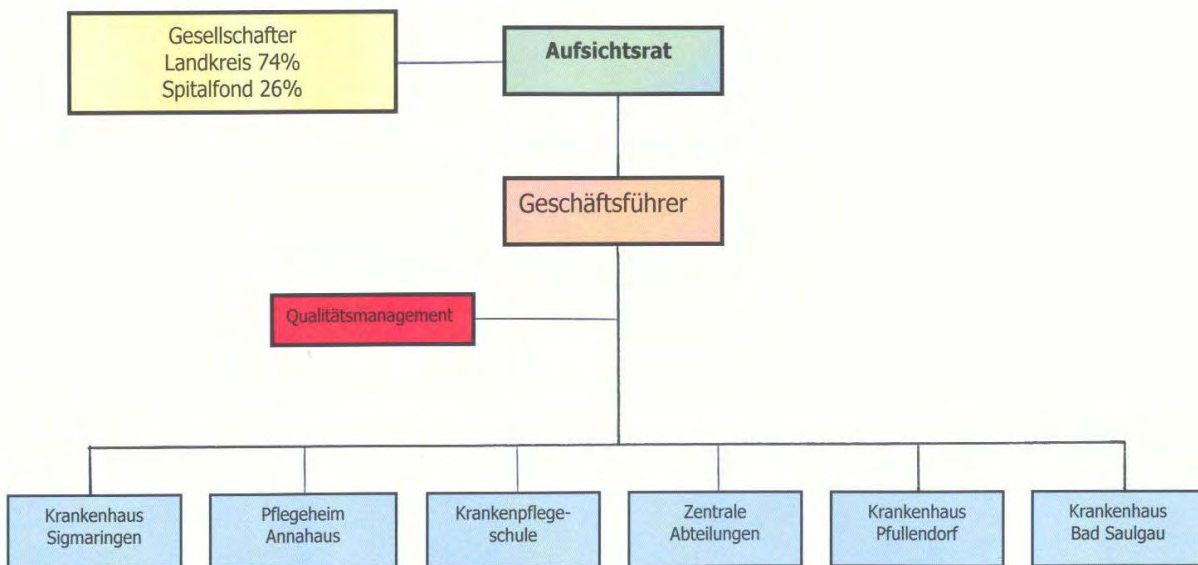 Gesellschafter
Landkreis 74%
Spitalfond 26%
Aufsichtsrat
Geschäftsführer
Qualitätsmanagement
Krankenhaus
Sigmaringen
Pflegeheim
Annahaus
Krankenpflege-
schule
Zentrale
Abteilungen
Krankenhaus
Pfullendorf
Krankenhaus
Bad Saulgau